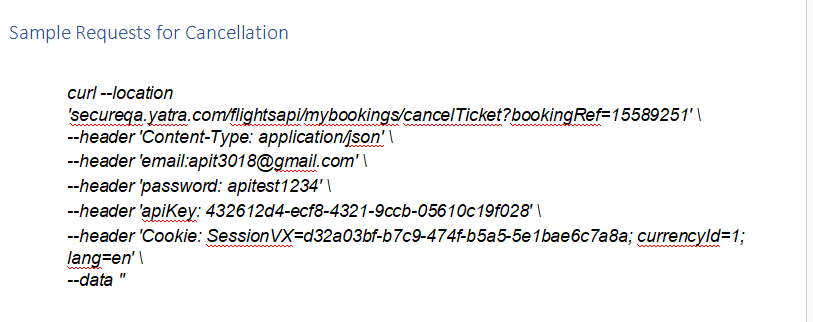 Sample Requests for Cancellation
curl --location
'secureqa.yatra.com/flightsapi/mybookings/cancelTicket?bookingRef=15589251' \
--header 'Content-Type: application/json' \
--header 'email:apit3018@gmail.com' \
--header 'password: apitest1234' \
--header 'apiKey: 432612d4-ecf8-4321-9ccb-05610c19f028' \
--header 'Cookie: SessionVX=d32a03bf-b7c9-474f-b5a5-5e1bae6c7a8a; currencyId=1;
lang=en' \
--data "